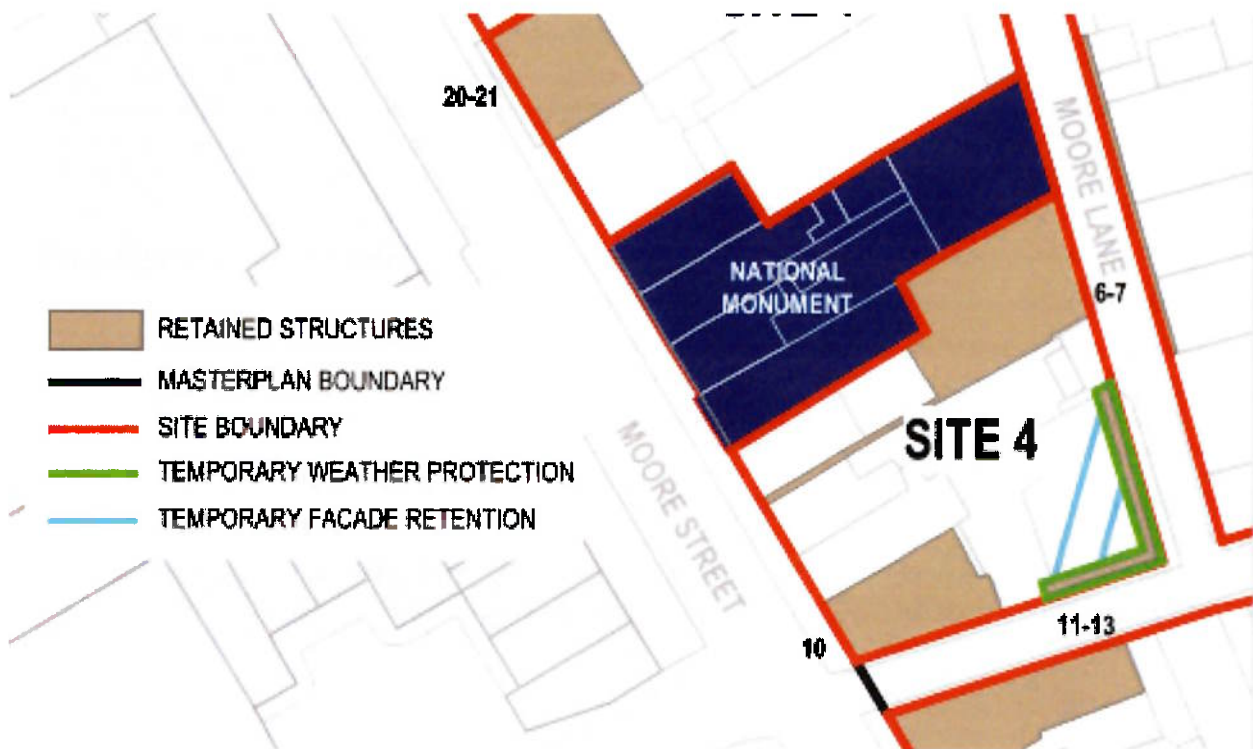 20-21
MOORE LANE
NATIONAL
MONUMENT
6-7
RETAINED STRUCTURES
MASTERPLAN BOUNDARY
SITE BOUNDARY
TEMPORARY WEATHER PROTECTION
TEMPORARY FACADE RETENTION
SITE 4
MOORE STREET
11-13
10